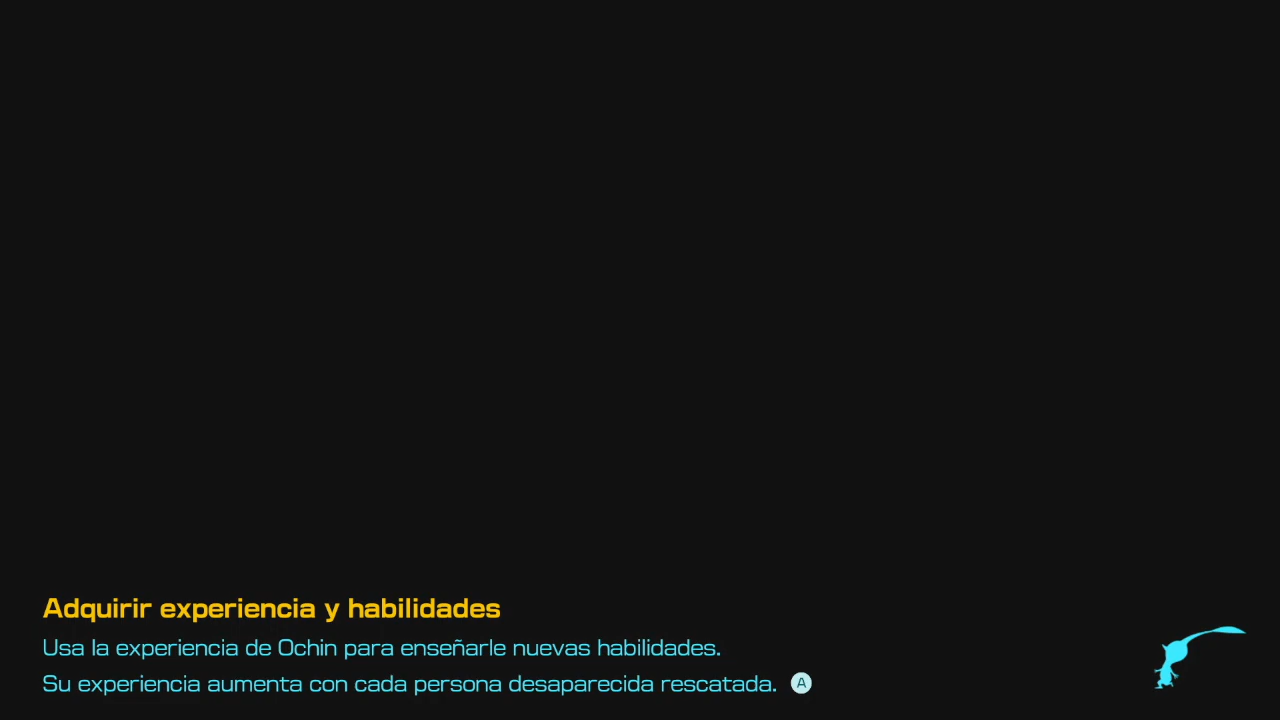 Adquirir experiencia y habilidades
Usa la experiencia de Ochin para enseñarle nuevas habilidades.
Su experiencia aumenta con cada persona desaparecida rescatada. A